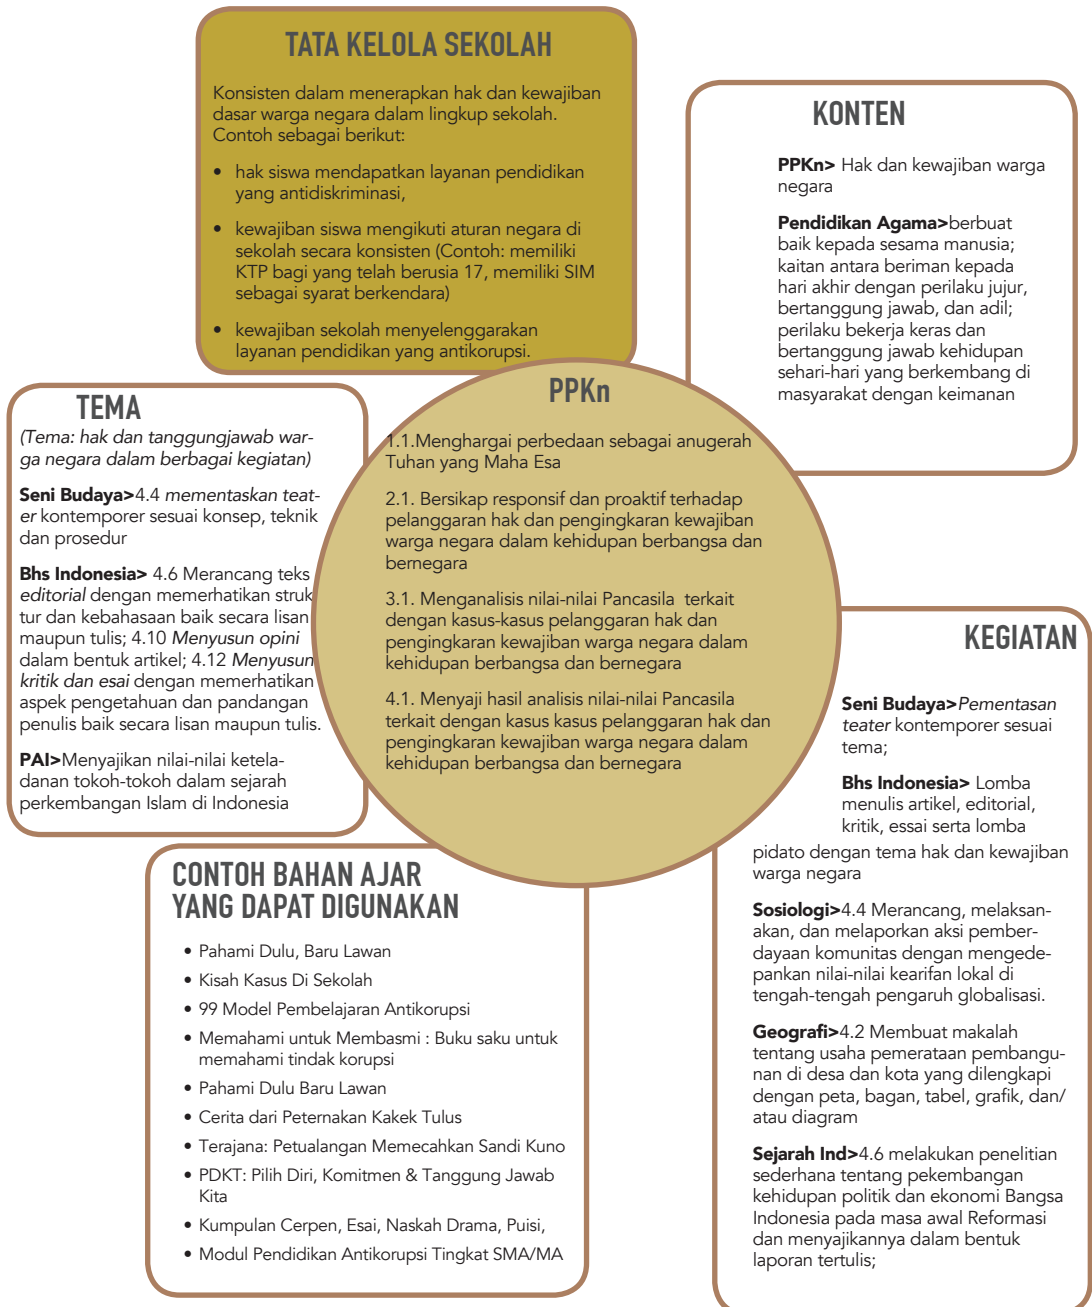 TATA KELOLA SEKOLAH
Konsisten dalam menerapkan hak dan kewajiban
dasar warga negara dalam lingkup sekolah.
Contoh sebagai berikut:
• hak siswa mendapatkan layanan pendidikan
yang antidiskriminasi,
• kewajiban siswa mengikuti aturan negara di
sekolah secara konsisten (Contoh: memiliki
KTP bagi yang telah berusia 17, memiliki SIM
sebagai syarat berkendara)
• kewajiban sekolah menyelenggarakan
layanan pendidikan yang antikorupsi.
KONTEN
PPKn> Hak dan kewajiban warga
negara
Pendidikan Agama>berbuat
baik kepada sesama manusia;
kaitan antara beriman kepada
hari akhir dengan perilaku jujur,
bertanggung jawab, dan adil;
perilaku bekerja keras dan
bertanggung jawab kehidupan
sehari-hari yang berkembang di
masyarakat dengan keimanan
TEMA
(Tema: hak dan tanggungjawab war-
ga negara dalam berbagai kegiatan)
Seni Budaya>4.4 mementaskan teat-
er kontemporer sesuai konsep, teknik
dan prosedur
Bhs Indonesia> 4.6 Merancang teks
editorial dengan memerhatikan struk
tur dan kebahasaan baik secara lisan
maupun tulis; 4.10 Menyusun opini
dalam bentuk artikel; 4.12 Menyusun
kritik dan esai dengan memerhatikan
aspek pengetahuan dan pandangan
penulis baik secara lisan maupun tulis.
PAI>Menyajikan nilai-nilai ketela-
danan tokoh-tokoh dalam sejarah
perkembangan Islam di Indonesia
PPKn
1.1.Menghargai perbedaan sebagai anugerah
Tuhan yang Maha Esa
2.1. Bersikap responsif dan proaktif terhadap
pelanggaran hak dan pengingkaran kewajiban
warga negara dalam kehidupan berbangsa dan
bernegara
3.1. Menganalisis nilai-nilai Pancasila terkait
dengan kasus-kasus pelanggaran hak dan
pengingkaran kewajiban warga negara dalam
kehidupan berbangsa dan bernegara
4.1. Menyaji hasil analisis nilai-nilai Pancasila
terkait dengan kasus kasus pelanggaran hak dan
pengingkaran kewajiban warga negara dalam
kehidupan berbangsa dan bernegara
KEGIATAN
Seni Budaya>Pementasan
teater kontemporer sesuai
tema;
Bhs Indonesia> Lomba
menulis artikel, editorial,
kritik, essai serta lomba
pidato dengan tema hak dan kewajiban
warga negara
Sosiologi>4.4 Merancang, melaksan-
akan, dan melaporkan aksi pember-
dayaan komunitas dengan mengede-
pankan nilai-nilai kearifan lokal di
tengah-tengah pengaruh globalisasi.
Geografi>4.2 Membuat makalah
tentang usaha pemerataan pembangu-
nan di desa dan kota yang dilengkapi
dengan peta, bagan, tabel, grafik, dan/
atau diagram
Sejarah Ind>4.6 melakukan penelitian
sederhana tentang pekembangan
kehidupan politik dan ekonomi Bangsa
Indonesia pada masa awal Reformasi
dan menyajikannya dalam bentuk
laporan tertulis;
CONTOH BAHAN AJAR
YANG DAPAT DIGUNAKAN
• Pahami Dulu, Baru Lawan
• Kisah Kasus Di Sekolah
• 99 Model Pembelajaran Antikorupsi
• Memahami untuk Membasmi : Buku saku untuk
memahami tindak korupsi
• Pahami Dulu Baru Lawan
• Cerita dari Peternakan Kakek Tulus
• Terajana: Petualangan Memecahkan Sandi Kuno
• PDKT: Pilih Diri, Komitmen & Tanggung Jawab
Kita
• Kumpulan Cerpen, Esai, Naskah Drama, Puisi,
• Modul Pendidikan Antikorupsi Tingkat SMA/MA